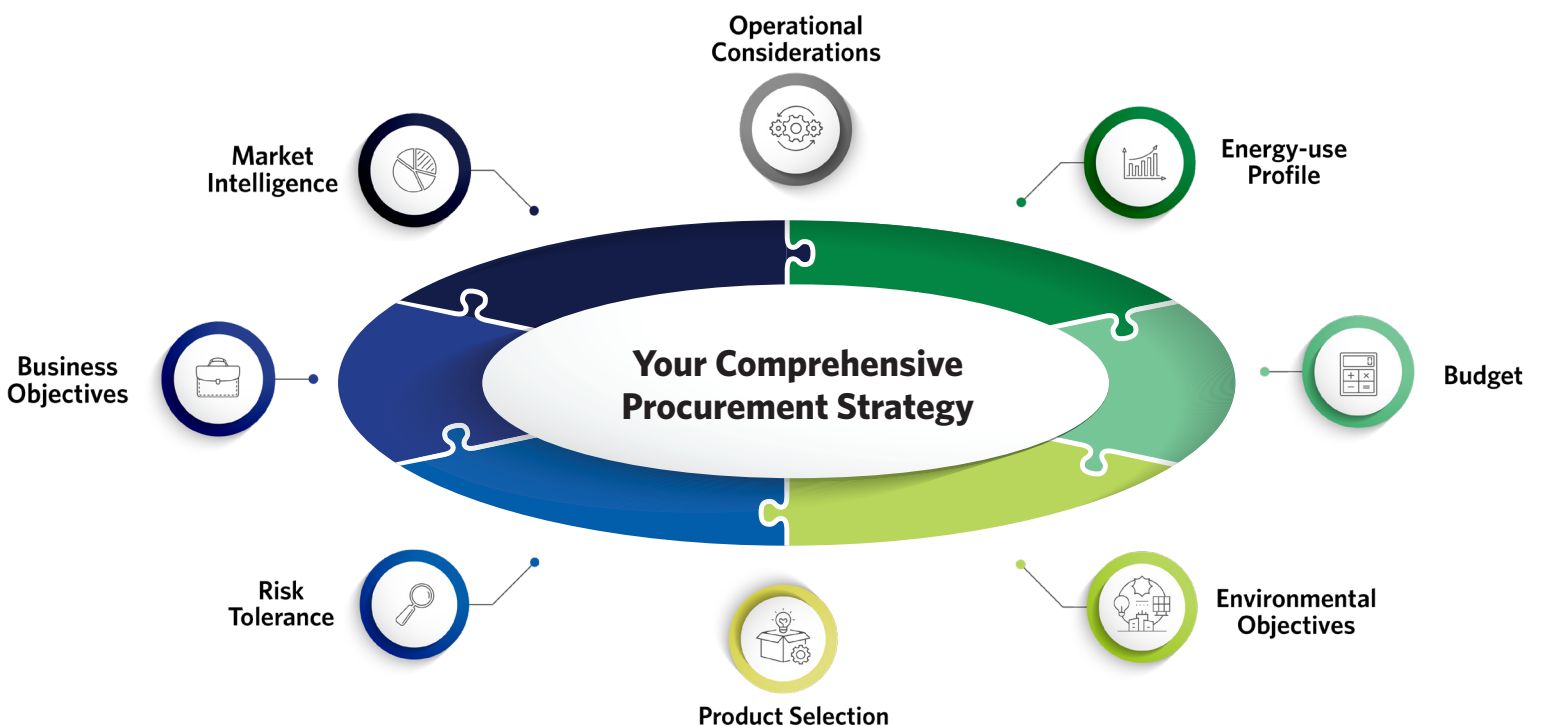 Operational
Considerations
Market
Intelligence
Energy-use
Profile
Business
Objectives
Your Comprehensive
Procurement Strategy
Budget
Risk
Tolerance
Environmental
Objectives
Product Selection